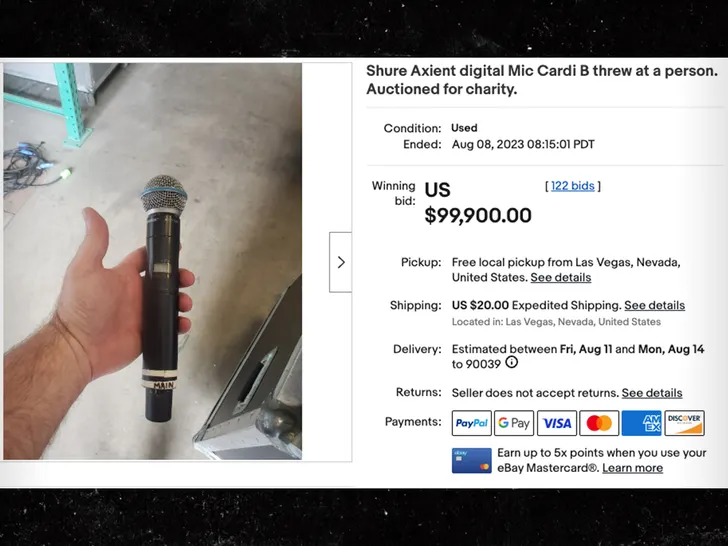 Shure Axient digital Mic Cardi B threw at a person.
Auctioned for charity.
Condition: Used
Ended: Aug 08, 2023 08:15:01 PDT
Winning bid: US $99,900.00 [ 122 bids ]
Pickup: Free local pickup from Las Vegas, Nevada,
United States. See details
Shipping: US $20.00 Expedited Shipping. See details
Located in: Las Vegas, Nevada, United States
Delivery: Estimated between Fri, Aug 11 and Mon, Aug 14
to 90039
Returns: Seller does not accept returns. See details
Payments: PayPal G Pay VISA AM EX DISCOVER
ebay
Earn up to 5x points when you use your
eBay Mastercard®. Learn more
MAIN